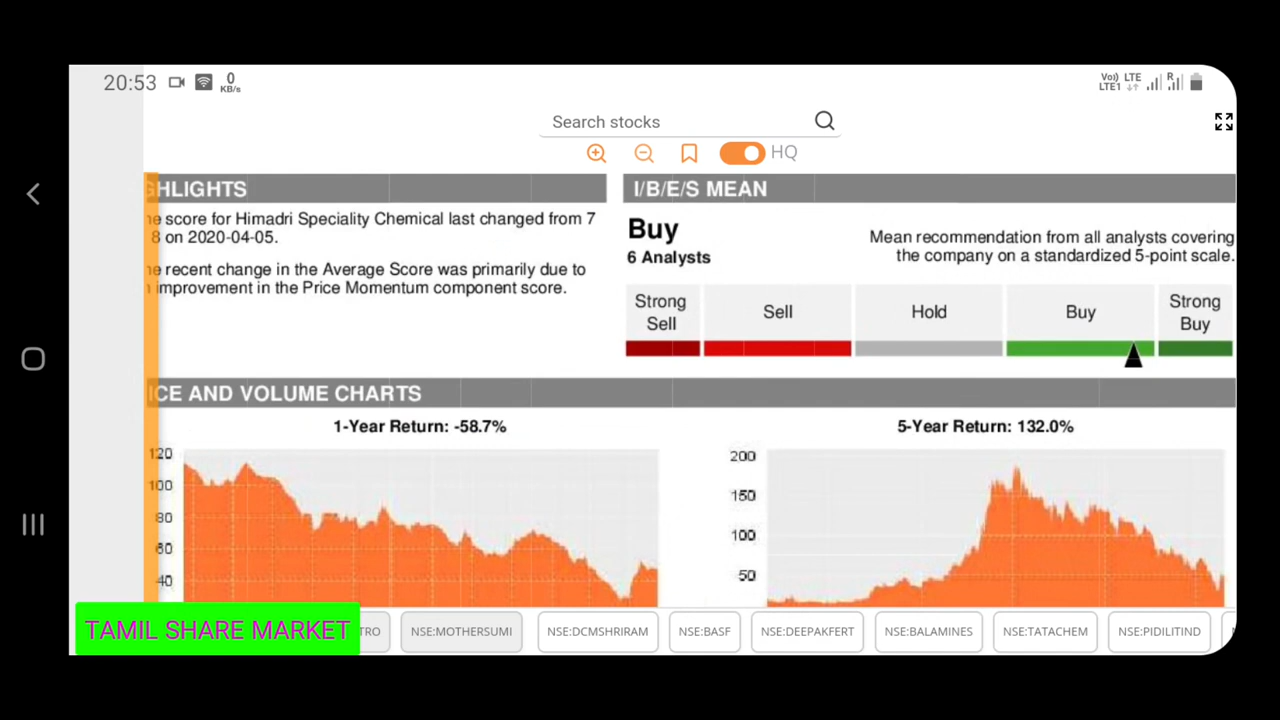 20:53
0
KB/s
Vo)) LTE
LTE1
R
Search stocks
HQ
GHLIGHTS
e score for Himadri Speciality Chemical last changed from 7
8 on 2020-04-05.
e recent change in the Average Score was primarily due to
improvement in the Price Momentum component score.
I/B/E/S MEAN
Buy
6 Analysts
Mean recommendation from all analysts covering
the company on a standardized 5-point scale.
Strong
Sell
Sell
Hold
Buy
Strong
Buy
ICE AND VOLUME CHARTS
1-Year Return: -58.7%
120
100
80
60
40
5-Year Return: 132.0%
200
150
100
50
TAMIL SHARE MARKET
TRO
NSE:MOTHERSUMI
NSE:DCMSHRIRAM
NSE:BASF
NSE:DEEPAKFERT
NSE:BALAMINES
NSE:TATACHEM
NSE:PIDILITIND